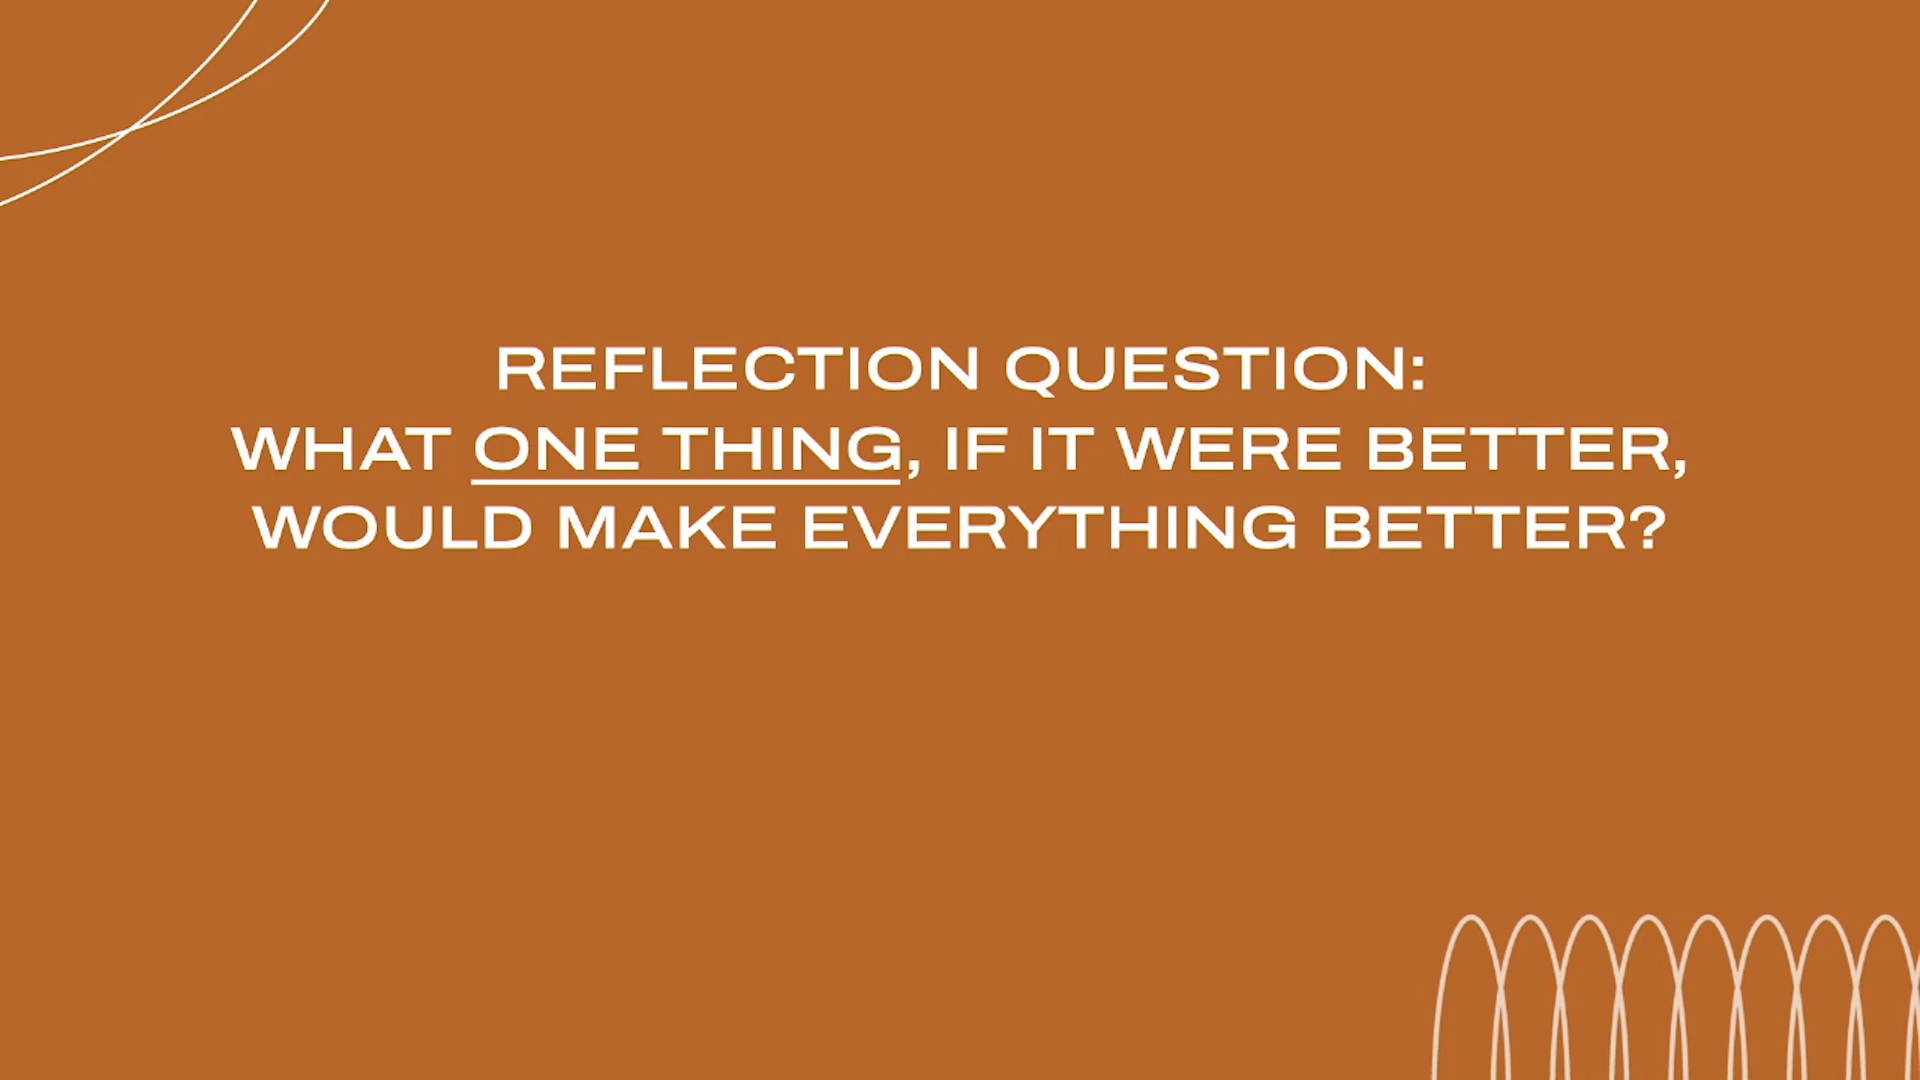 REFLECTION QUESTION:
WHAT ONE THING, IF IT WERE BETTER,
WOULD MAKE EVERYTHING BETTER?